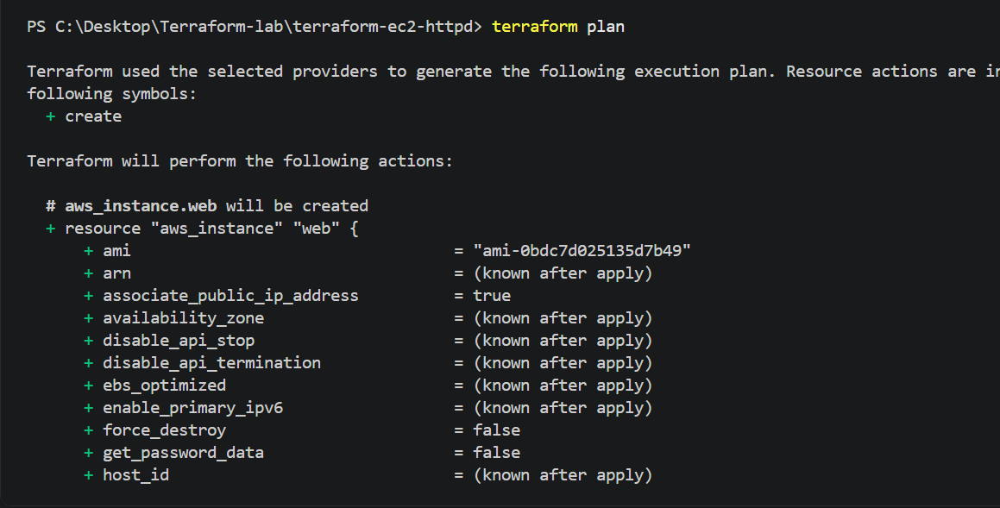 PS C:\Desktop\Terraform-lab\terraform-ec2-httpd> terraform plan
Terraform used the selected providers to generate the following execution plan. Resource actions are
following symbols:
+ create
Terraform will perform the following actions:
# aws_instance.web will be created
+ resource "aws_instance" "web" {
+ ami = "ami-0bdc7d025135d7b49"
+ arn = (known after apply)
+ associate_public_ip_address = true
+ availability_zone = (known after apply)
+ disable_api_stop = (known after apply)
+ disable_api_termination = (known after apply)
+ ebs_optimized = (known after apply)
+ enable_primary_ipv6 = (known after apply)
+ force_destroy = false
+ get_password_data = false
+ host_id = (known after apply)